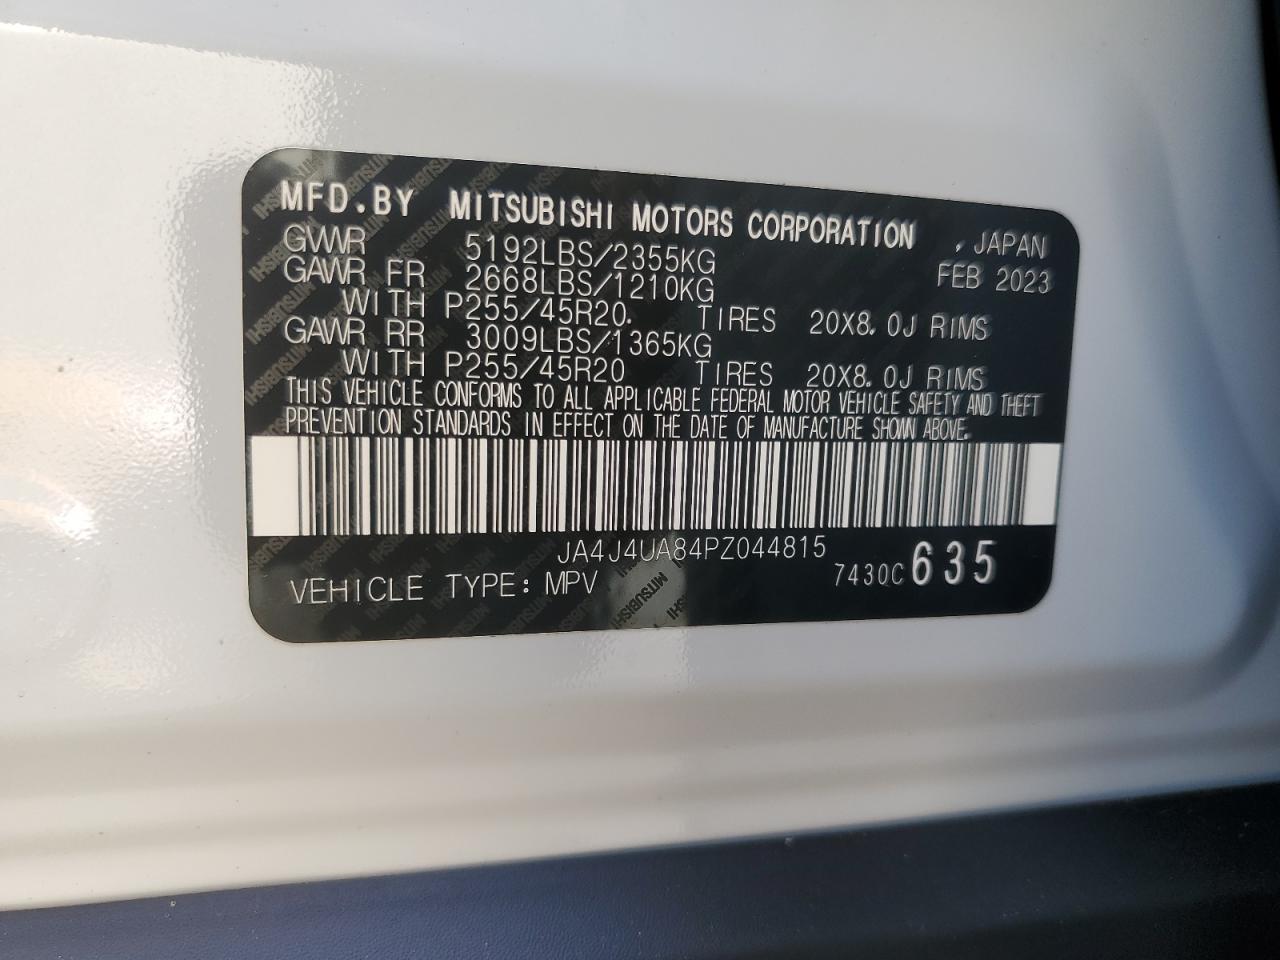 MFD.BY MITSUBISHI MOTORS CORPORATION , JAPAN
GVWR 5192LBS/2355KG FEB 2023
GAWR FR 2668LBS/1210KG
WITH P255/45R20. TIRES 20X8.0J RIMS
GAWR RR 3009LBS/1365KG
WITH P255/45R20 TIRES 20X8.0J RIMS
THIS VEHICLE CONFORMS TO ALL APPLICABLE FEDERAL MOTOR VEHICLE SAFETY AND THEFT
PREVENTION STANDARDS IN EFFECT ON THE DATE OF MANUFACTURE SHOWN ABOVE.
JA4J4UA84PZ044815
VEHICLE TYPE: MPV 7430C 635
MITSUBISHI